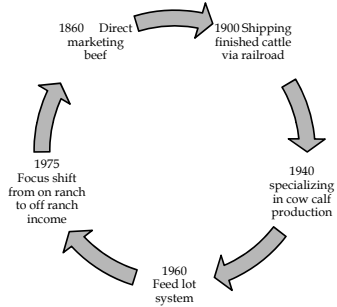 1860 Direct
marketing
beef
1900 Shipping
finished cattle
via railroad
1940
specializing
in cow calf
production
1960
Feed lot
system
1975
Focus shift
from on ranch
to off ranch
income